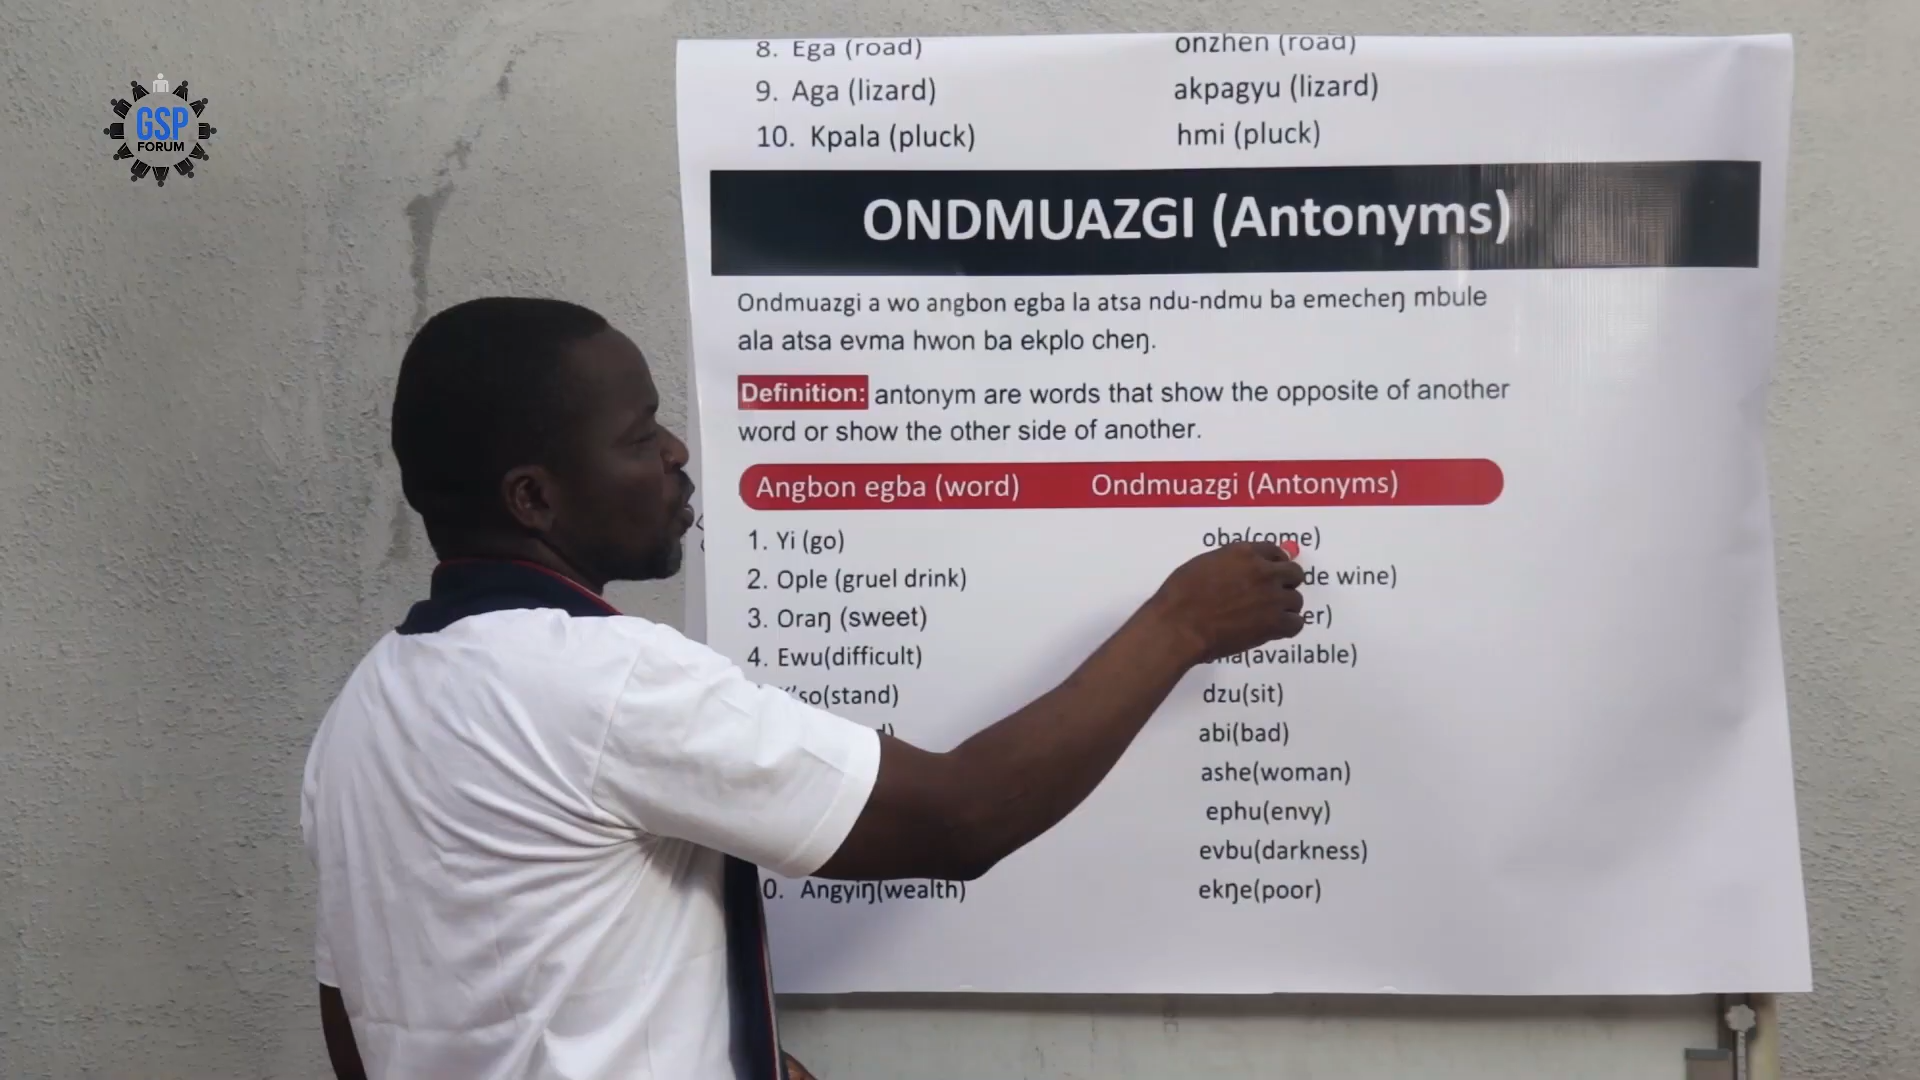 GSP
FORUM
8. Ega (road) onzhen (road)
9. Aga (lizard) akpagyu (lizard)
10. Kpala (pluck) hmi (pluck)
ONDMUAZGI (Antonyms)
Ondmuazgi a wo angbon egba la atsa ndu-ndmu ba emecheŋ mbule
ala atsa evma hwon ba ekplo cheŋ.
Definition: antonym are words that show the opposite of another
word or show the other side of another.
Angbon egba (word) Ondmuazgi (Antonyms)
1. Yi (go) oba(come)
2. Ople (gruel drink) wine)
3. Oraŋ (sweet)
4. Ewu(difficult) (available)
(stand) dzu(sit)
abi(bad)
ashe(woman)
ephu(envy)
evbu(darkness)
0. Angyiŋ(wealth) ekŋe(poor)